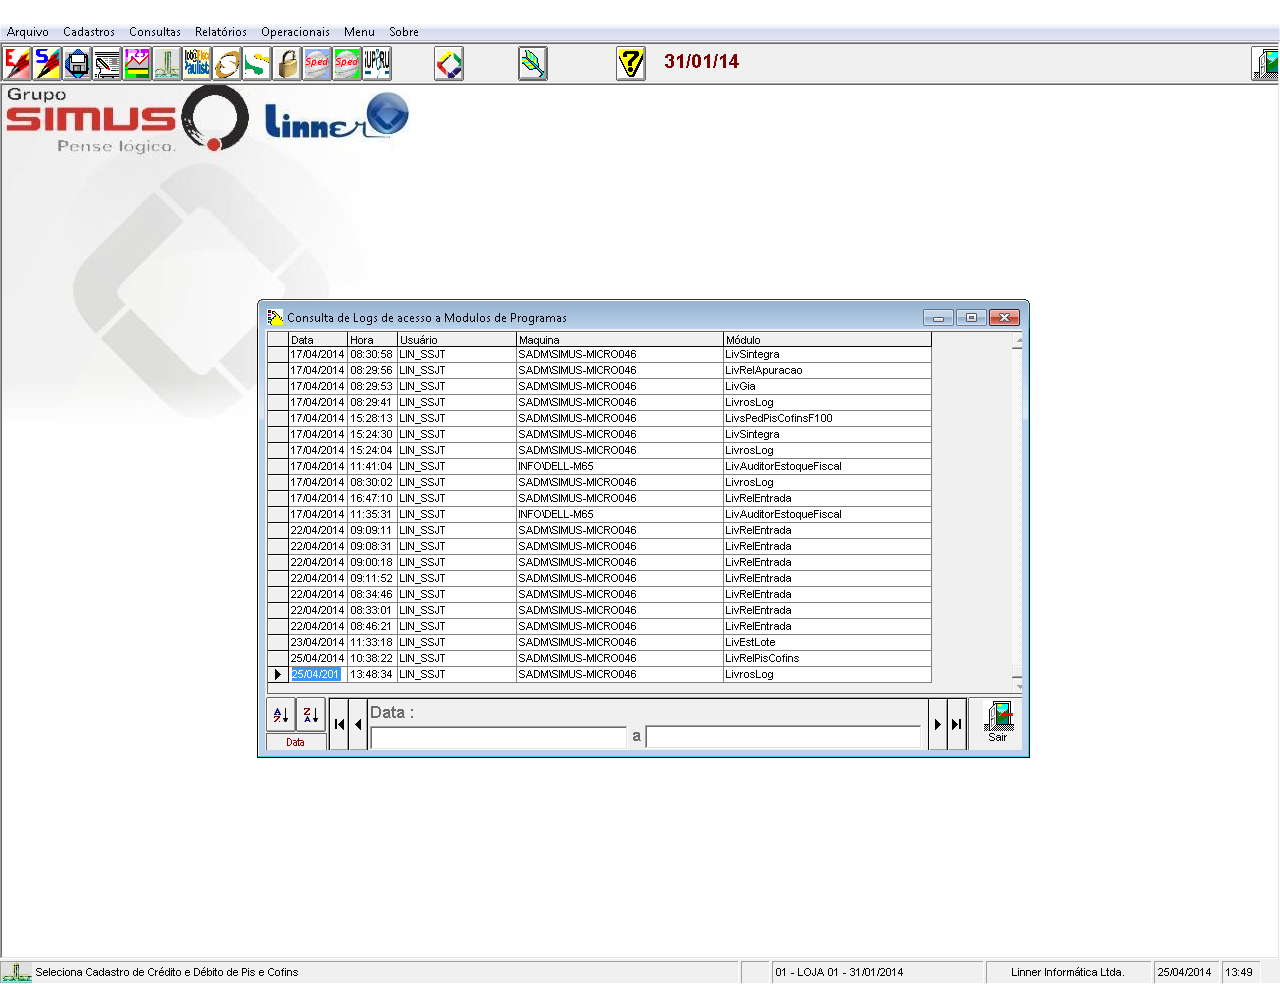 Arquivo Cadastros Consultas Relatórios Operacionais Menu Sobre
E S 1.23 Sped Sped ? 31/01/14
Grupo
SIMUS
Pense lógico.
Linner
Consulta de Logs de acesso a Modulos de Programas
Data Hora Usuário Maquina Módulo
17/04/2014 08:30:58 LIN_SSJT SADM\SIMUS-MICRO046 LivSintegra
17/04/2014 08:29:56 LIN_SSJT SADM\SIMUS-MICRO046 LivRelApuracao
17/04/2014 08:29:53 LIN_SSJT SADM\SIMUS-MICRO046 LivGia
17/04/2014 08:29:41 LIN_SSJT SADM\SIMUS-MICRO046 LivrosLog
17/04/2014 15:28:13 LIN_SSJT SADM\SIMUS-MICRO046 LivsPedPisCofinsF100
17/04/2014 15:24:30 LIN_SSJT SADM\SIMUS-MICRO046 LivSintegra
17/04/2014 15:24:04 LIN_SSJT SADM\SIMUS-MICRO046 LivrosLog
17/04/2014 11:41:04 LIN_SSJT INFO\DELL-M65 LivAuditorEstoqueFiscal
17/04/2014 08:30:02 LIN_SSJT SADM\SIMUS-MICRO046 LivrosLog
17/04/2014 16:47:10 LIN_SSJT SADM\SIMUS-MICRO046 LivRelEntrada
17/04/2014 11:35:31 LIN_SSJT INFO\DELL-M65 LivAuditorEstoqueFiscal
22/04/2014 09:09:11 LIN_SSJT SADM\SIMUS-MICRO046 LivRelEntrada
22/04/2014 09:08:31 LIN_SSJT SADM\SIMUS-MICRO046 LivRelEntrada
22/04/2014 09:00:18 LIN_SSJT SADM\SIMUS-MICRO046 LivRelEntrada
22/04/2014 09:11:52 LIN_SSJT SADM\SIMUS-MICRO046 LivRelEntrada
22/04/2014 08:34:46 LIN_SSJT SADM\SIMUS-MICRO046 LivRelEntrada
22/04/2014 08:33:01 LIN_SSJT SADM\SIMUS-MICRO046 LivRelEntrada
22/04/2014 08:46:21 LIN_SSJT SADM\SIMUS-MICRO046 LivRelEntrada
23/04/2014 11:33:18 LIN_SSJT SADM\SIMUS-MICRO046 LivEstLote
25/04/2014 10:38:22 LIN_SSJT SADM\SIMUS-MICRO046 LivRelPisCofins
25/04/201 13:48:34 LIN_SSJT SADM\SIMUS-MICRO046 LivrosLog
A Z Z A Data :
Data a Sair
Seleciona Cadastro de Crédito e Débito de Pis e Cofins 01 - LOJA 01 - 31/01/2014 Linner Informática Ltda. 25/04/2014 13:49